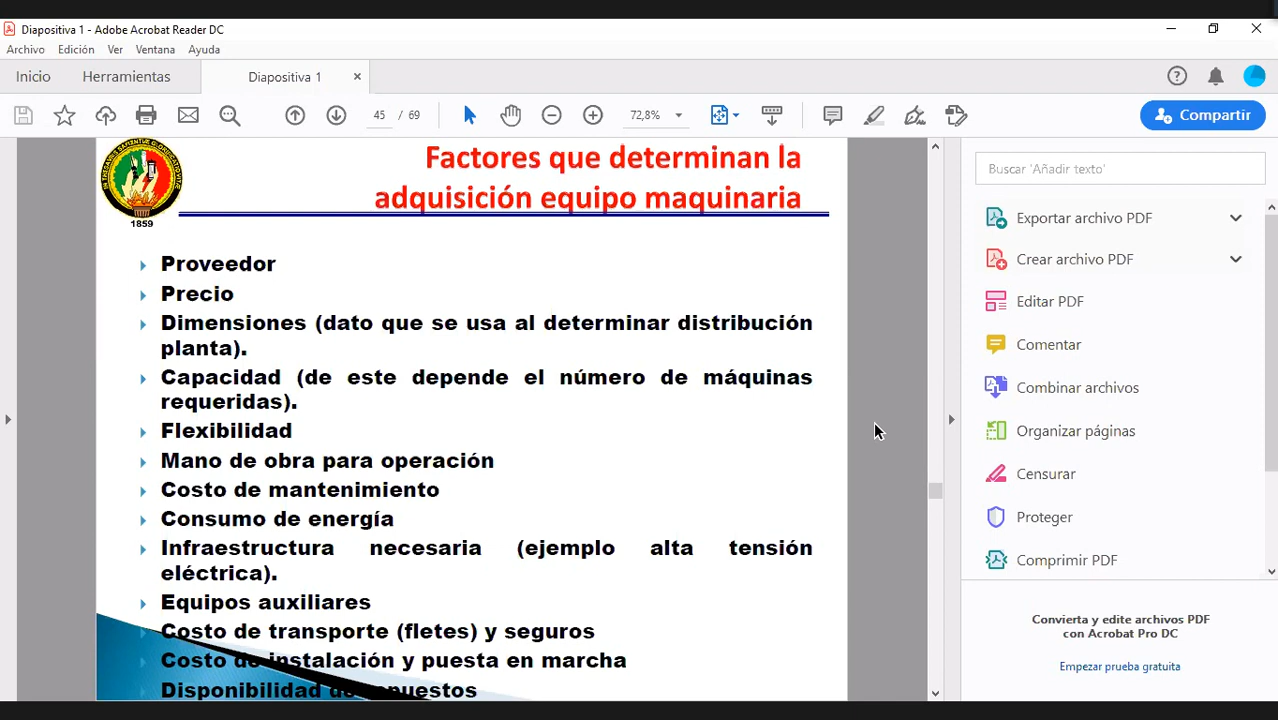 Diapositiva 1 - Adobe Acrobat Reader DC
Archivo Edición Ver Ventana Ayuda
Inicio Herramientas Diapositiva 1
45 / 69 72,8% Compartir
Factores que determinan la
adquisición equipo maquinaria
1859
Proveedor
Precio
Dimensiones (dato que se usa al determinar distribución
planta).
Capacidad (de este depende el número de máquinas
requeridas).
Flexibilidad
Mano de obra para operación
Costo de mantenimiento
Consumo de energía
Infraestructura necesaria (ejemplo alta tensión
eléctrica).
Equipos auxiliares
Costo de transporte (fletes) y seguros
Costo de instalación y puesta en marcha
Disponibilidad de repuestos
Buscar 'Añadir texto'
Exportar archivo PDF
Crear archivo PDF
Editar PDF
Comentar
Combinar archivos
Organizar páginas
Censurar
Proteger
Comprimir PDF
Convierta y edite archivos PDF
con Acrobat Pro DC
Empezar prueba gratuita